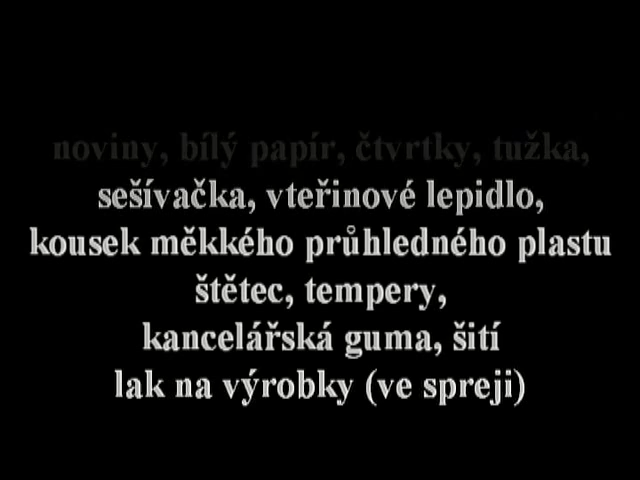 noviny, bílý papír, čtvrtky, tužka,
sešívačka, vteřinové lepidlo,
kousek měkkého průhledného plastu
štětec, tempery,
kancelářská guma, šití
lak na výrobky (ve spreji)